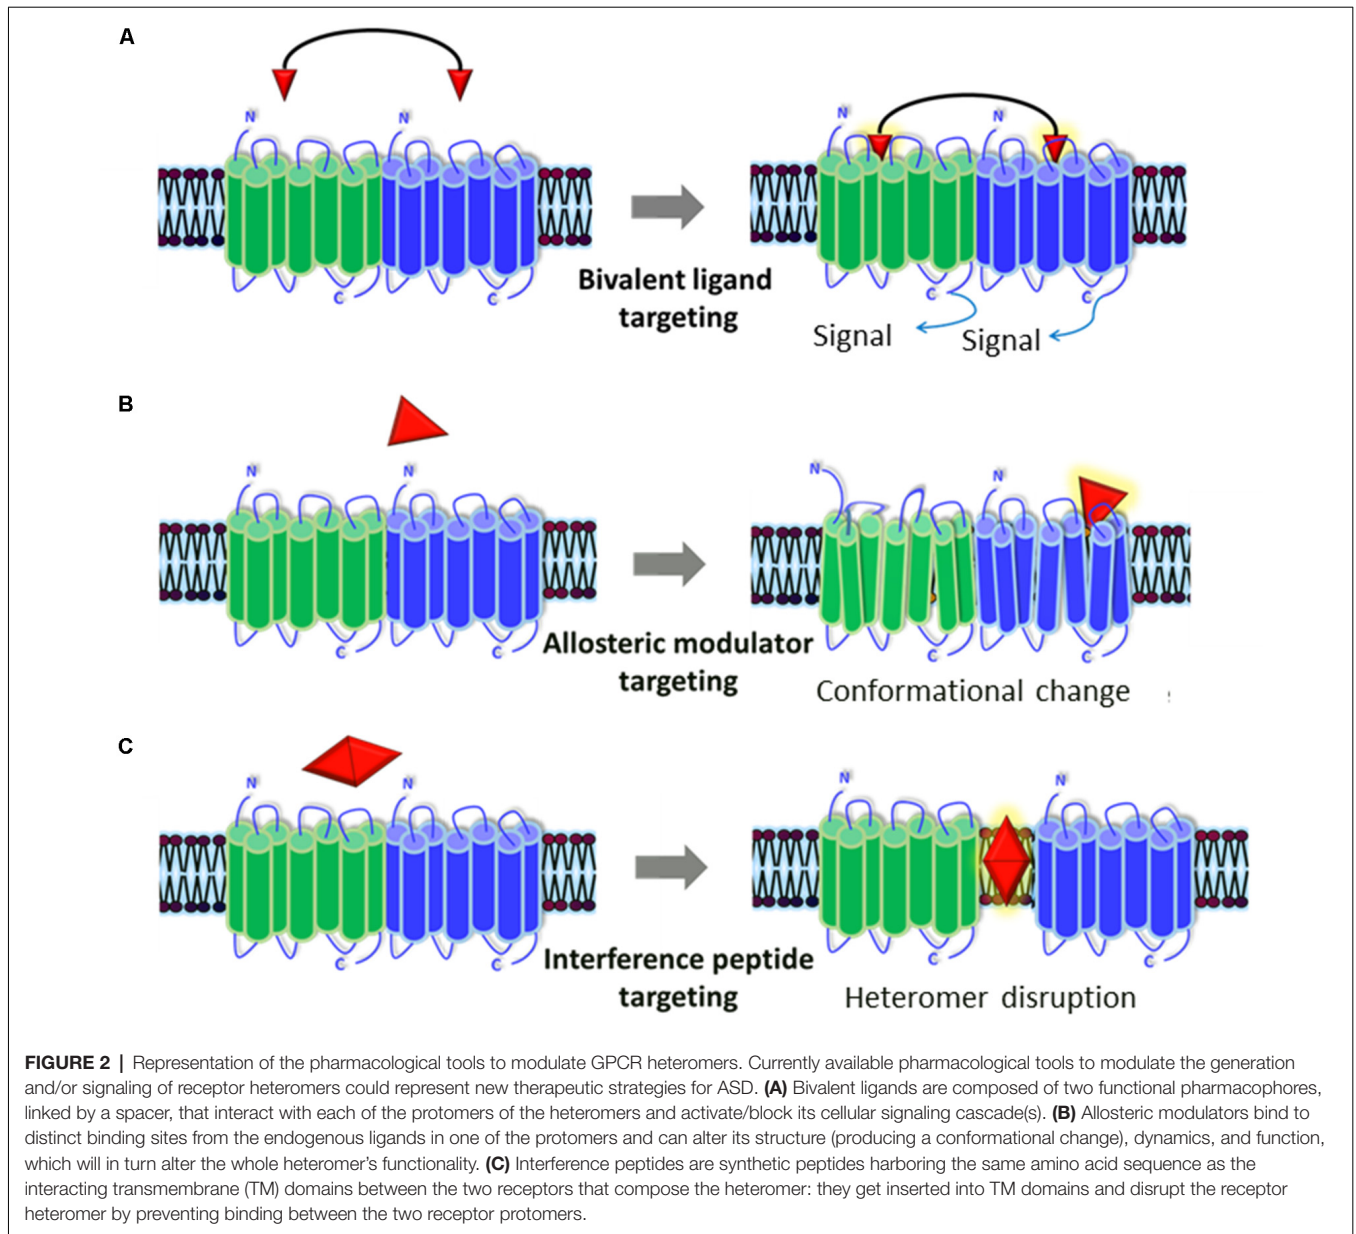 A
N
N
N
N
C
C
Bivalent ligand
targeting
C
C
Signal
Signal
B
N
N
N
N
C
C
Allosteric modulator
targeting
C
C
Conformational change
C
N
N
N
N
C
C
Interference peptide
targeting
C
C
Heteromer disruption
FIGURE 2 | Representation of the pharmacological tools to modulate GPCR heteromers. Currently available pharmacological tools to modulate the generation
and/or signaling of receptor heteromers could represent new therapeutic strategies for ASD. (A) Bivalent ligands are composed of two functional pharmacophores,
linked by a spacer, that interact with each of the protomers of the heteromers and activate/block its cellular signaling cascade(s). (B) Allosteric modulators bind to
distinct binding sites from the endogenous ligands in one of the protomers and can alter its structure (producing a conformational change), dynamics, and function,
which will in turn alter the whole heteromer's functionality. (C) Interference peptides are synthetic peptides harboring the same amino acid sequence as the
interacting transmembrane (TM) domains between the two receptors that compose the heteromer: they get inserted into TM domains and disrupt the receptor
heteromer by preventing binding between the two receptor protomers.